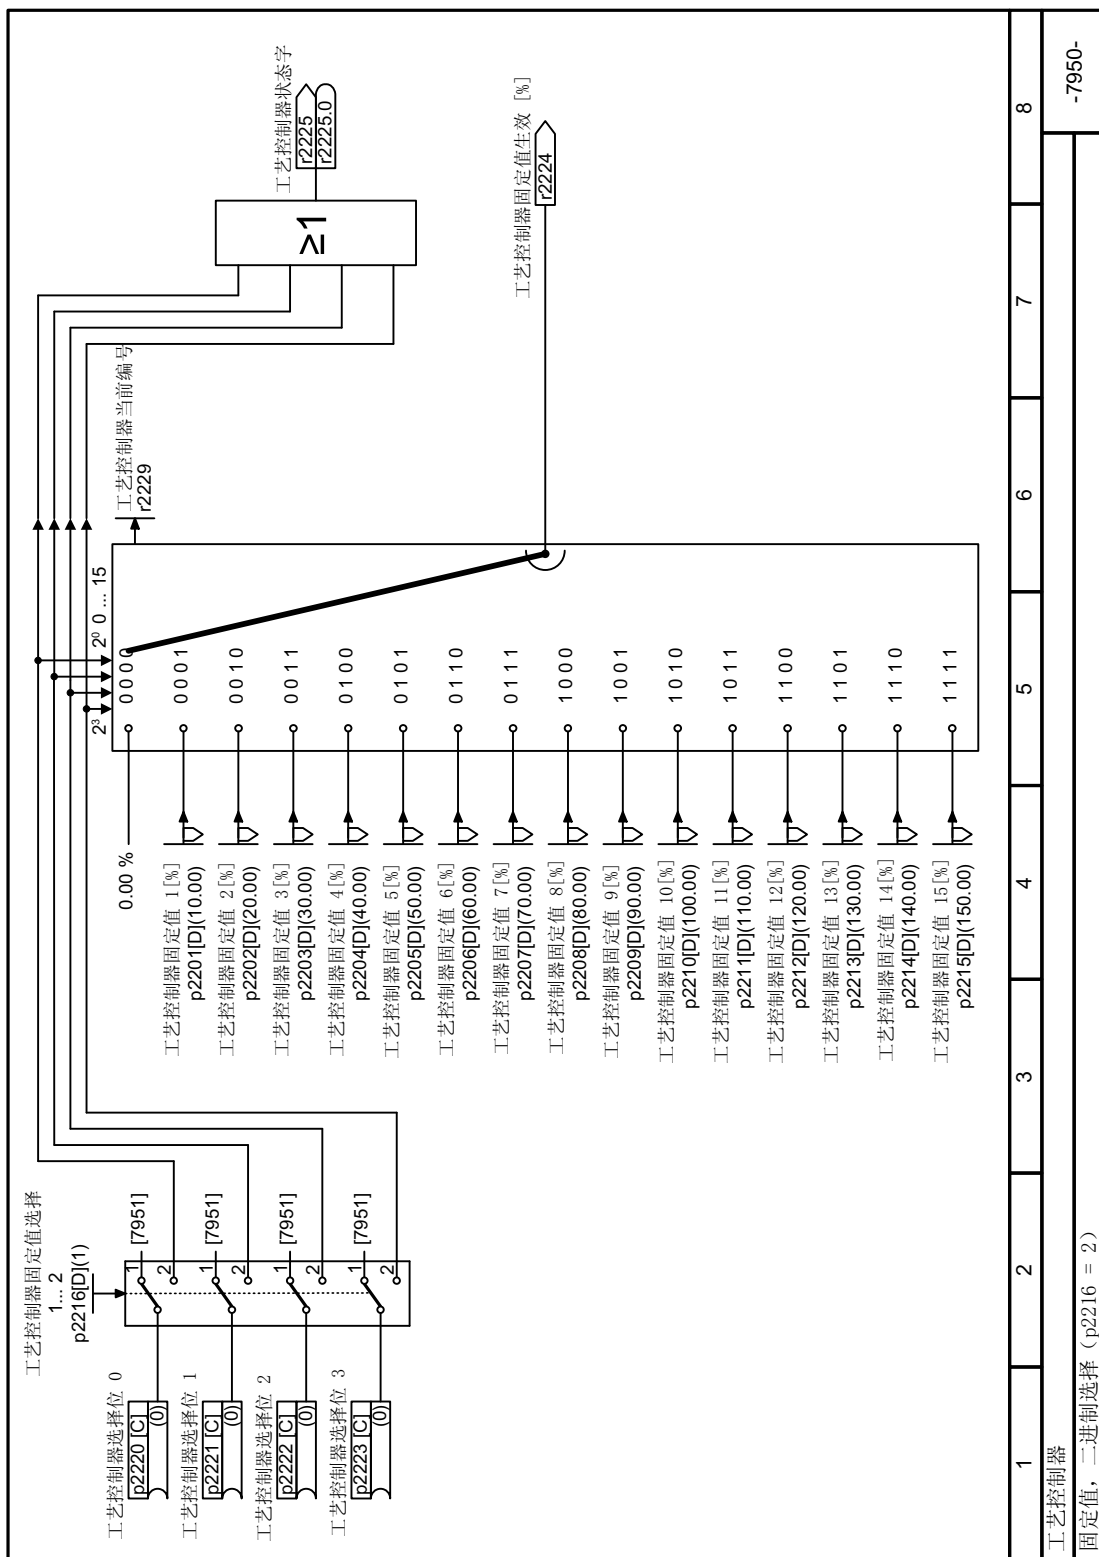 工艺控制器固定值选择
1... 2
p2216[D](1)
工艺控制器选择位 0
p2220 [C]
(0)
1
[7951]
2
工艺控制器选择位 1
p2221 [C]
(0)
1
[7951]
2
工艺控制器选择位 2
p2222 [C]
(0)
1
[7951]
2
工艺控制器选择位 3
p2223 [C]
(0)
1
[7951]
2
0.00 %
工艺控制器固定值 1[%]
p2201[D](10.00)
工艺控制器固定值 2[%]
p2202[D](20.00)
工艺控制器固定值 3[%]
p2203[D](30.00)
工艺控制器固定值 4[%]
p2204[D](40.00)
工艺控制器固定值 5[%]
p2205[D](50.00)
工艺控制器固定值 6[%]
p2206[D](60.00)
工艺控制器固定值 7[%]
p2207[D](70.00)
工艺控制器固定值 8[%]
p2208[D](80.00)
工艺控制器固定值 9[%]
p2209[D](90.00)
工艺控制器固定值 10[%]
p2210[D](100.00)
工艺控制器固定值 11[%]
p2211[D](110.00)
工艺控制器固定值 12[%]
p2212[D](120.00)
工艺控制器固定值 13[%]
p2213[D](130.00)
工艺控制器固定值 14[%]
p2214[D](140.00)
工艺控制器固定值 15[%]
p2215[D](150.00)
2³ 2⁰ 0 ... 15
0 0 0 0
0 0 0 1
0 0 1 0
0 0 1 1
0 1 0 0
0 1 0 1
0 1 1 0
0 1 1 1
1 0 0 0
1 0 0 1
1 0 1 0
1 0 1 1
1 1 0 0
1 1 0 1
1 1 1 0
1 1 1 1
工艺控制器当前编号
r2229
≥1
工艺控制器状态字
r2225
r2225.0
工艺控制器固定值生效 [%]
r2224
1 2 3 4 5 6 7 8
工艺控制器
固定值，二进制选择（p2216 = 2）
-7950-